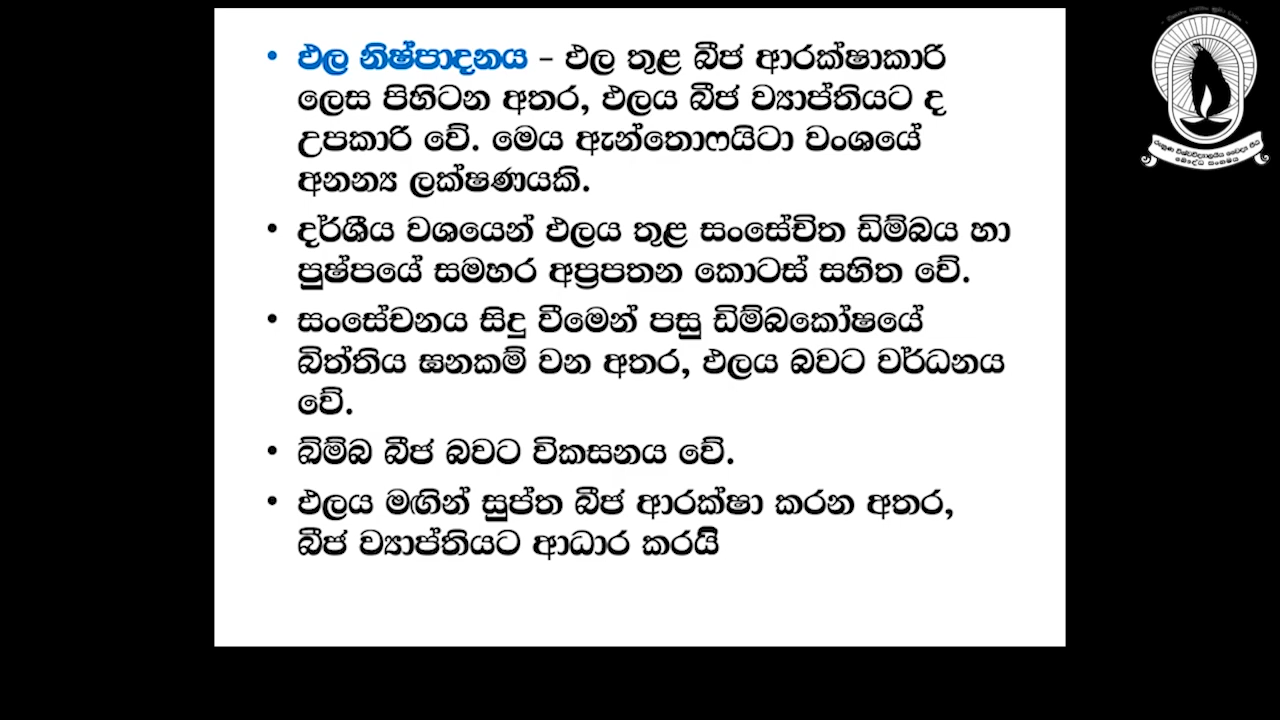 • ඵල නිෂ්පාදනය – ඵල තුළ බීජ ආරක්ෂාකාරී
ලෙස පිහිටන අතර, ඵලය බීජ ව්‍යාප්තියට ද
උපකාරී වේ. මෙය ඇන්තොෆයිටා වංශයේ
අනන්‍ය ලක්ෂණයකි.
• දර්ශීය වශයෙන් ඵලය තුළ සංසේචිත ඩිම්බය හා
පුෂ්පයේ සමහර අප්‍රපතන කොටස් සහිත වේ.
• සංසේචනය සිදු වීමෙන් පසු ඩිම්බකෝෂයේ
බිත්තිය ඝනකම් වන අතර, ඵලය බවට වර්ධනය
වේ.
• ඛිම්බ බීජ බවට විකසනය වේ.
• ඵලය මඟින් සුප්ත බීජ ආරක්ෂා කරන අතර,
බීජ ව්‍යාප්තියට ආධාර කරයි